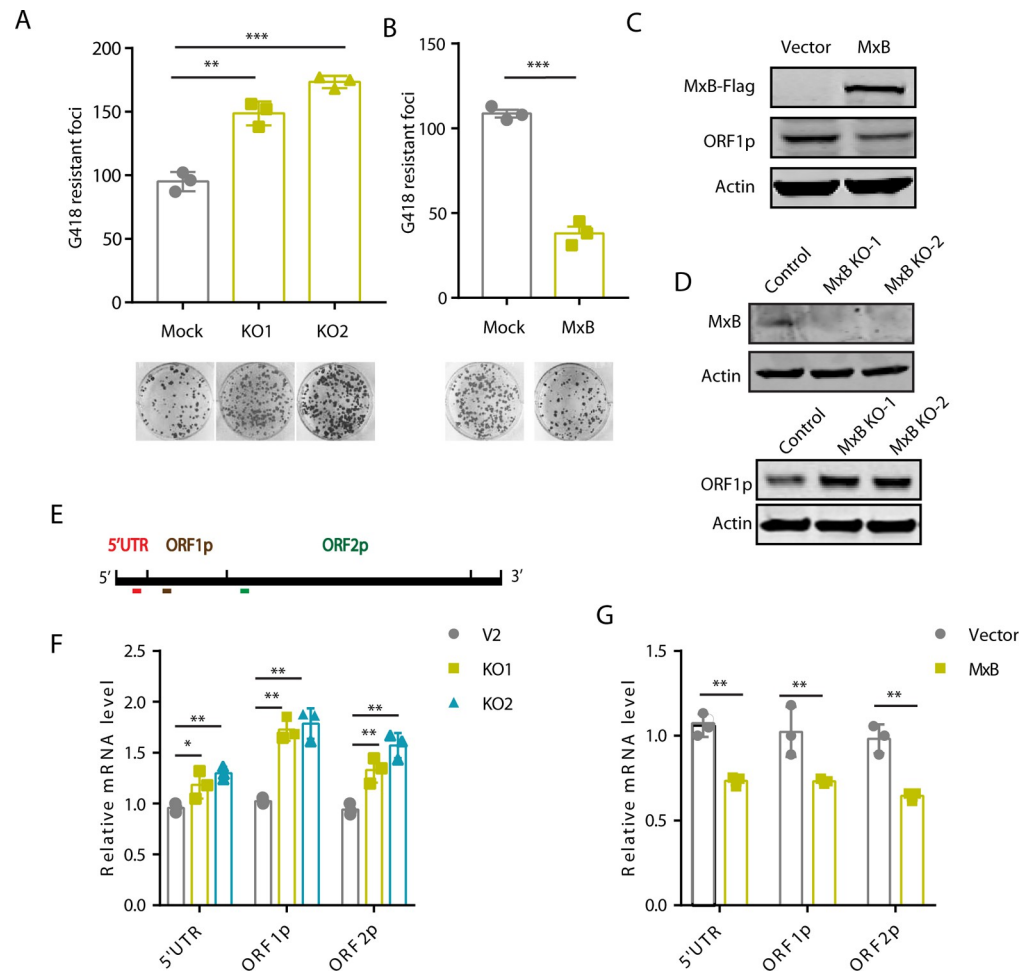 A
200
150
100
50
0
G418 resistant foci
**
***
Mock
KO1
KO2
B
150
100
50
0
G418 resistant foci
***
Mock
MxB
C
Vector
MxB
MxB-Flag
ORF1p
Actin
D
Control
MxB KO-1
MxB KO-2
MxB
Actin
Control
MxB KO-1
MxB KO-2
ORF1p
Actin
E
5'UTR
ORF1p
ORF2p
5'
3'
F
V2
KO1
KO2
2.5
2.0
1.5
1.0
0.5
0.0
Relative mRNA level
**
*
**
**
**
**
5'UTR
ORF1p
ORF2p
G
Vector
MxB
1.5
1.0
0.5
0.0
Relative mRNA level
**
**
**
5'UTR
ORF1p
ORF2p